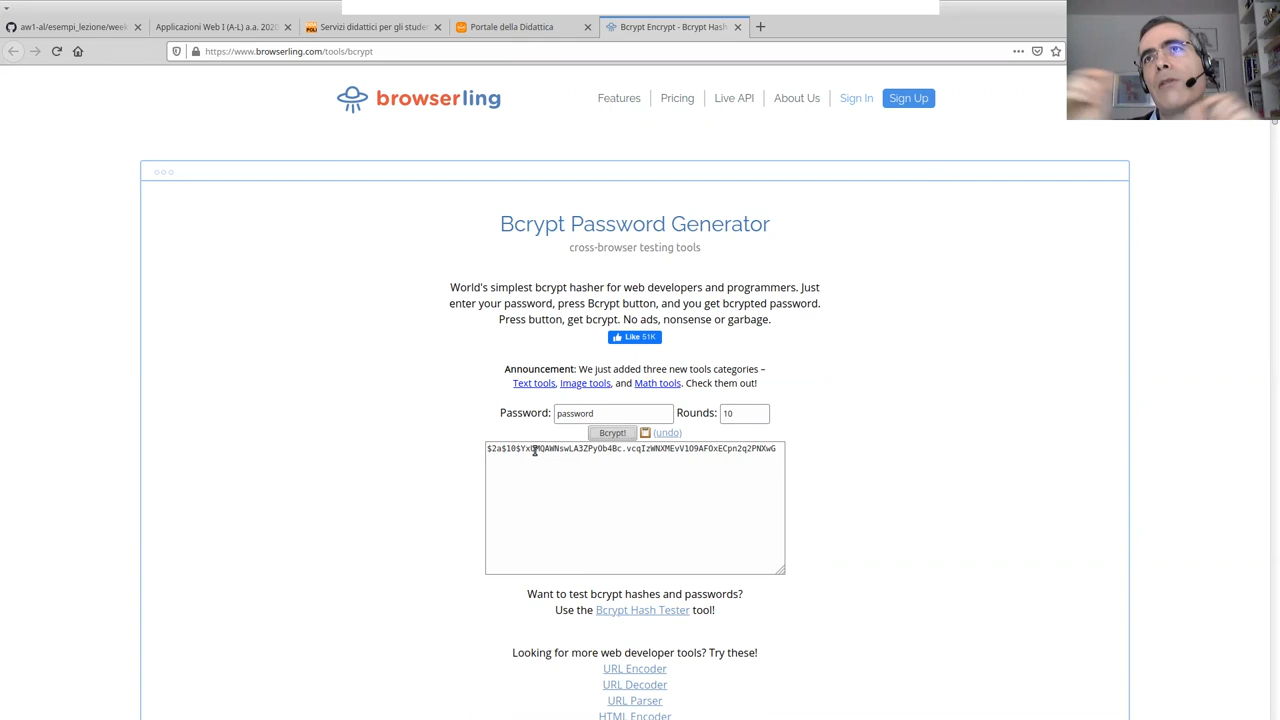 aw1-al/esempi_lezione/week
Applicazioni Web I (A-L) a.a. 2020
POLI
Servizi didattici per gli stude
Portale della Didattica
Bcrypt Encrypt - Bcrypt Hash
https://www.browserling.com/tools/bcrypt
browserling
Features
Pricing
Live API
About Us
Sign In
Sign Up
Bcrypt Password Generator
cross-browser testing tools
World's simplest bcrypt hasher for web developers and programmers. Just
enter your password, press Bcrypt button, and you get bcrypted password.
Press button, get bcrypt. No ads, nonsense or garbage.
Like 51K
Announcement: We just added three new tools categories –
Text tools, Image tools, and Math tools. Check them out!
Password: password Rounds: 10
Bcrypt! (undo)
Want to test bcrypt hashes and passwords?
Use the Bcrypt Hash Tester tool!
Looking for more web developer tools? Try these!
URL Encoder
URL Decoder
URL Parser
HTML Encoder